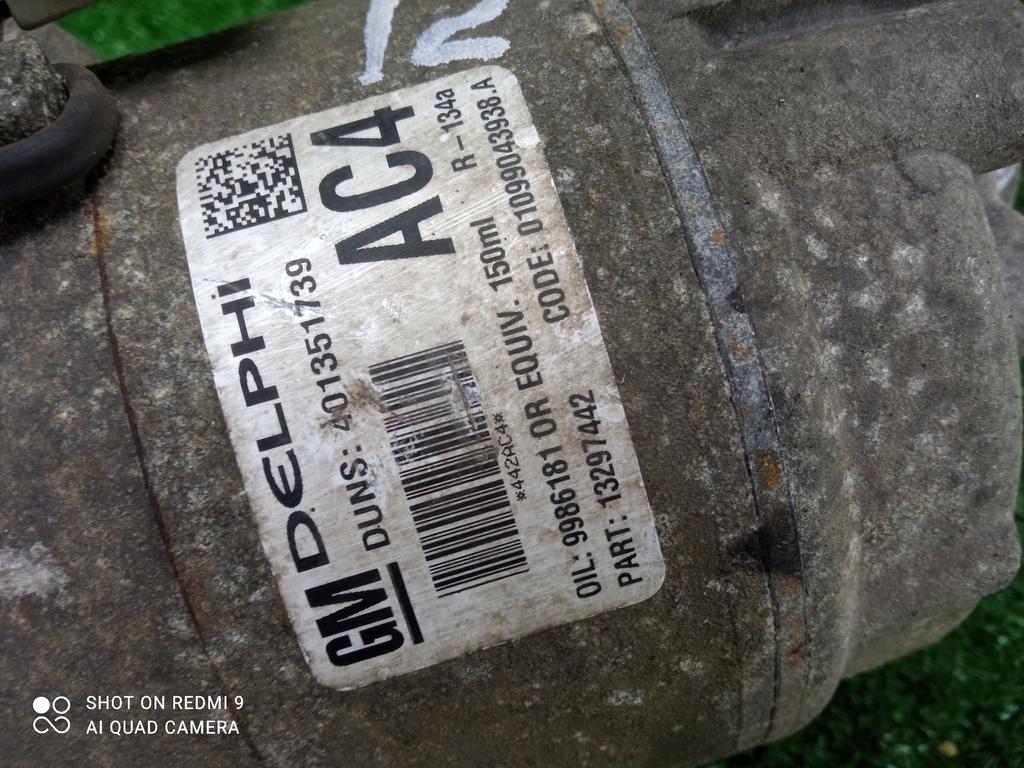 GM DELPHI
DUNS: 401351739
AC4
R-134a
*442AC4*
OIL: 9986181 OR EQUIV. 150ml
CODE: 01099043938.A
PART: 13297442
SHOT ON REDMI 9
AI QUAD CAMERA